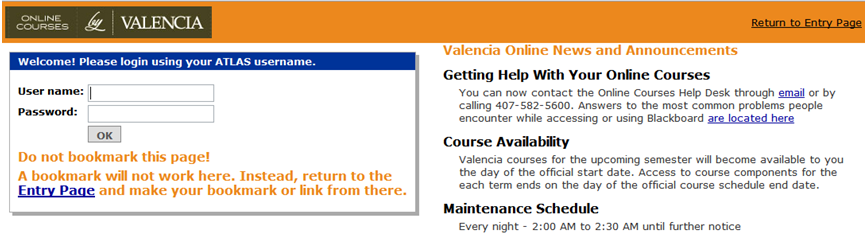 ONLINE
COURSES
by
VALENCIA
Return to Entry Page
Welcome! Please login using your ATLAS username.
User name:
Password:
OK
Do not bookmark this page!
A bookmark will not work here. Instead, return to the
Entry Page and make your bookmark or link from there.
Valencia Online News and Announcements
Getting Help With Your Online Courses
You can now contact the Online Courses Help Desk through email or by
calling 407-582-5600. Answers to the most common problems people
encounter while accessing or using Blackboard are located here
Course Availability
Valencia courses for the upcoming semester will become available to you
the day of the official start date. Access to course components for the
each term ends on the day of the official course schedule end date.
Maintenance Schedule
Every night - 2:00 AM to 2:30 AM until further notice